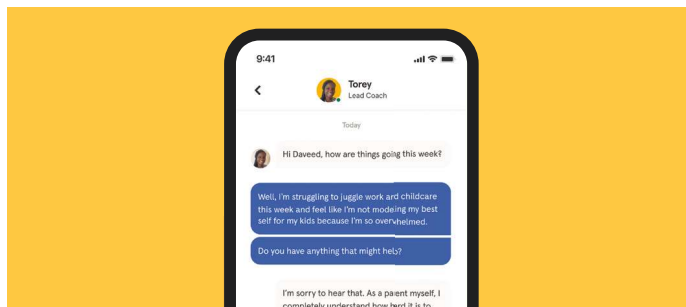 9:41
Torey
Lead Coach
Today
Hi Daveed, how are things going this week?
Well, I'm struggling to juggle work and childcare
this week and feel like I'm not modeling my best
self for my kids because I'm so overwhelmed.
Do you have anything that might help?
I'm sorry to hear that. As a parent myself, I
completely understand how hard it is to